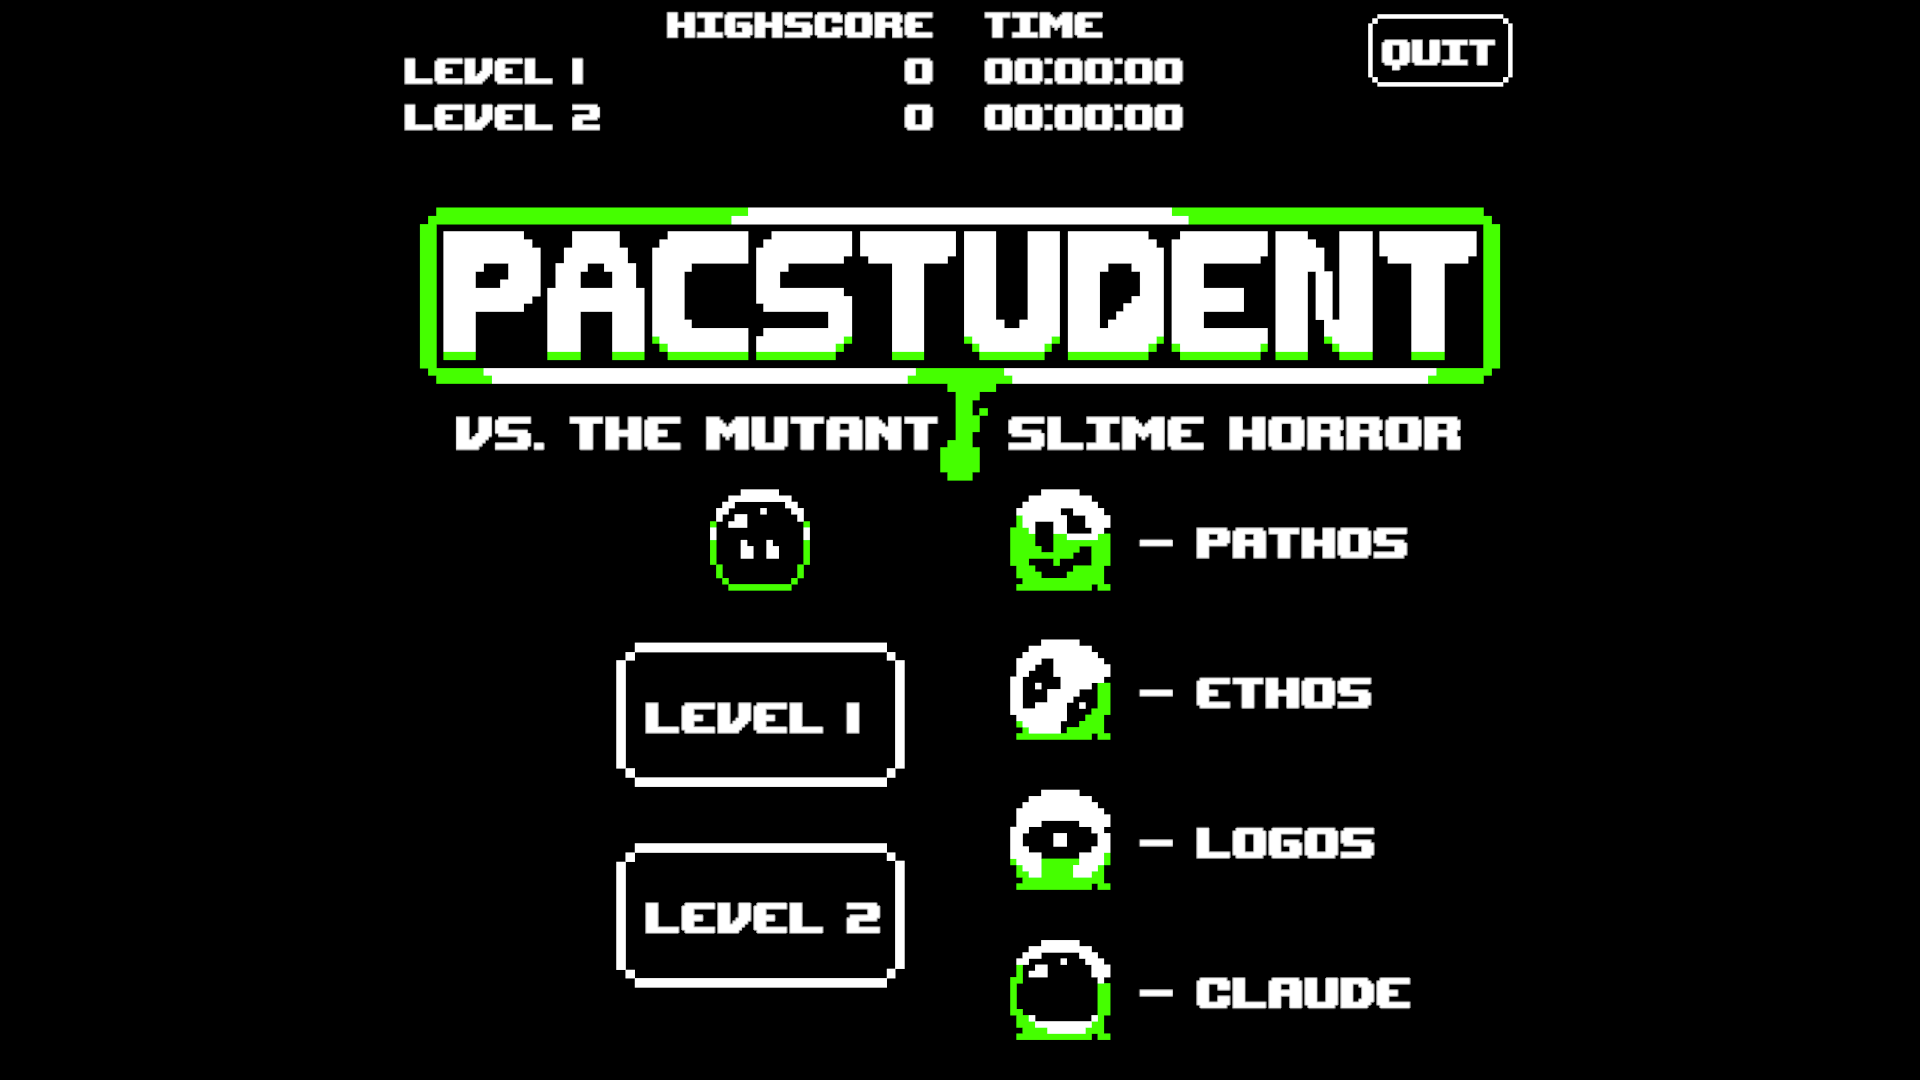 HIGHSCORE TIME
QUIT
LEVEL 1 0 00:00:00
LEVEL 2 0 00:00:00
PACSTUDENT
VS. THE MUTANT SLIME HORROR
— PATHOS
— ETHOS
LEVEL 1
— LOGOS
LEVEL 2
— CLAUDE